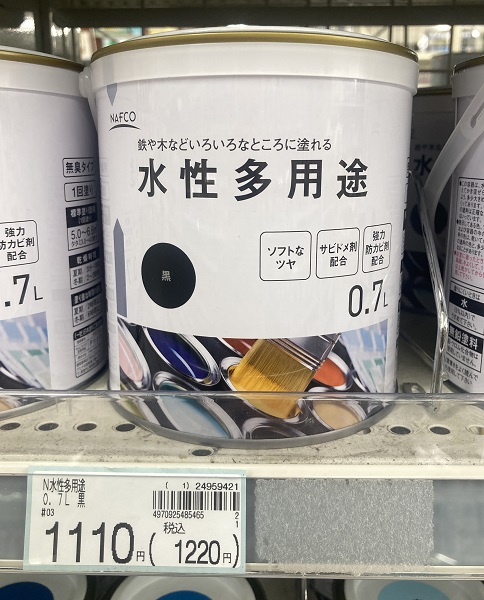 NAFCO
鉄や木などいろいろなところに塗れる
水性多用途
黒
ソフトな
ツヤ
サビドメ剤
配合
強力
防カビ剤
配合
0.7L
無臭タイプ
1回塗り
強力
防カビ剤
配合
.7L
水
N水性多用途
0.7L 黒
#03
(1) 24959421
4970925485465
税込
1110円(1220円)